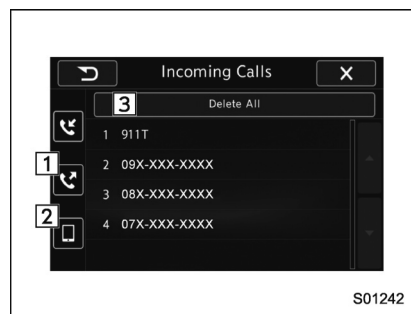 Incoming Calls
X
3 Delete All
1 911T
1
2 09X-XXX-XXXX
3 08X-XXX-XXXX
2
4 07X-XXX-XXXX
S01242